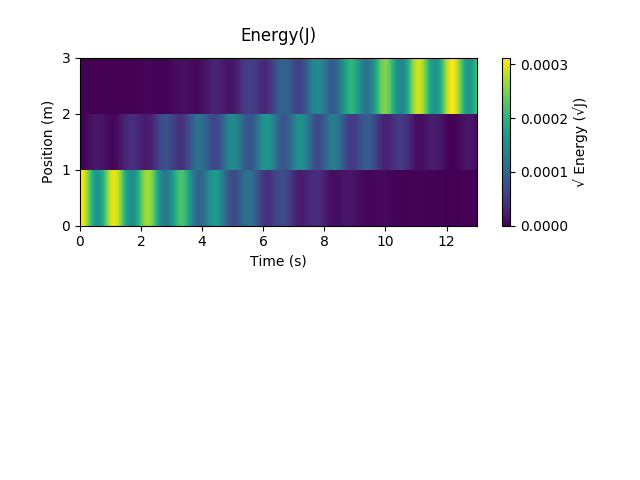 Energy(J)
Position (m)
3
2
1
0
0 2 4 6 8 10 12
Time (s)
0.0003
0.0002
0.0001
0.0000
√ Energy (√J)